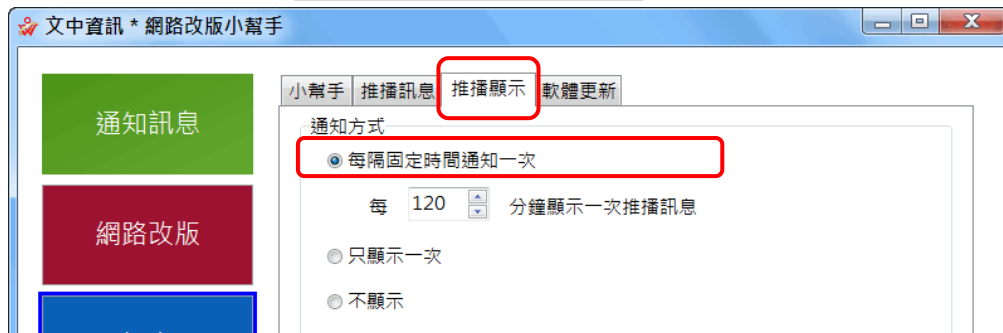 文中資訊 * 網路改版小幫手
小幫手 推播訊息 推播顯示 軟體更新
通知訊息
通知方式
每隔固定時間通知一次
每 120 分鐘顯示一次推播訊息
網路改版
只顯示一次
不顯示